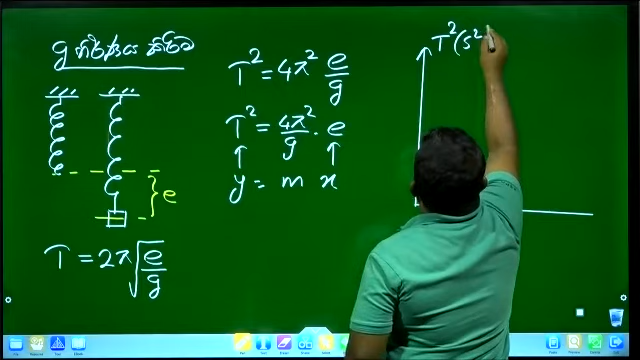 g නිර්ණය කිරීම
e
T = 2π√(e/g)
T² = 4π² e/g
T² = 4π²/g · e
y = m x
T²(s²